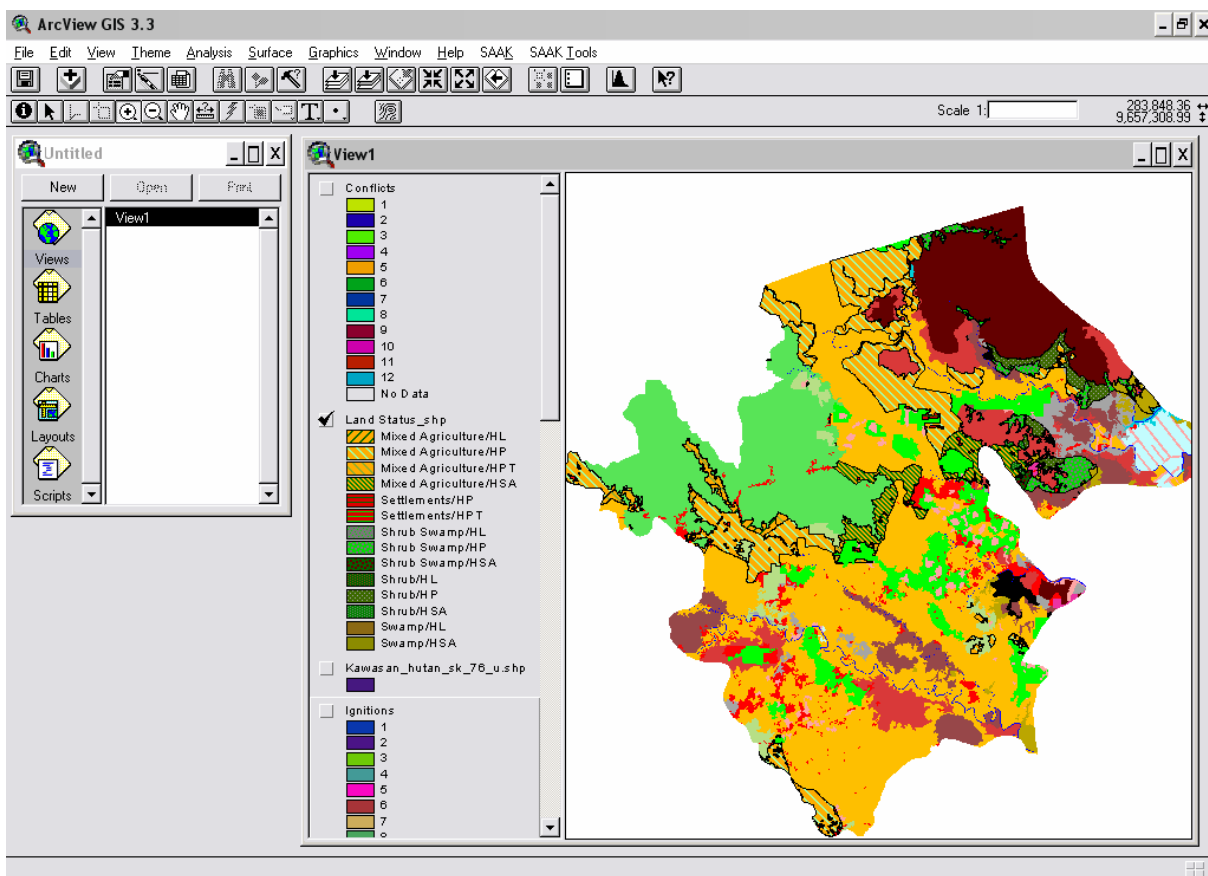 ArcView GIS 3.3
File Edit View Theme Analysis Surface Graphics Window Help SAAK SAAK Tools
Scale 1:
283,848.36
9,657,308.99
Untitled
New Open Print
Views
Tables
Charts
Layouts
Scripts
View1
View1
Conflicts
1
2
3
4
5
6
7
8
9
10
11
12
No Data
Land Status_shp
Mixed Agriculture/HL
Mixed Agriculture/HP
Mixed Agriculture/HPT
Mixed Agriculture/HSA
Settlements/HP
Settlements/HPT
Shrub Swamp/HL
Shrub Swamp/HP
Shrub Swamp/HSA
Shrub/HL
Shrub/HP
Shrub/HSA
Swamp/HL
Swamp/HSA
Kawasan_hutan_sk_76_u.shp
Ignitions
1
2
3
4
5
6
7